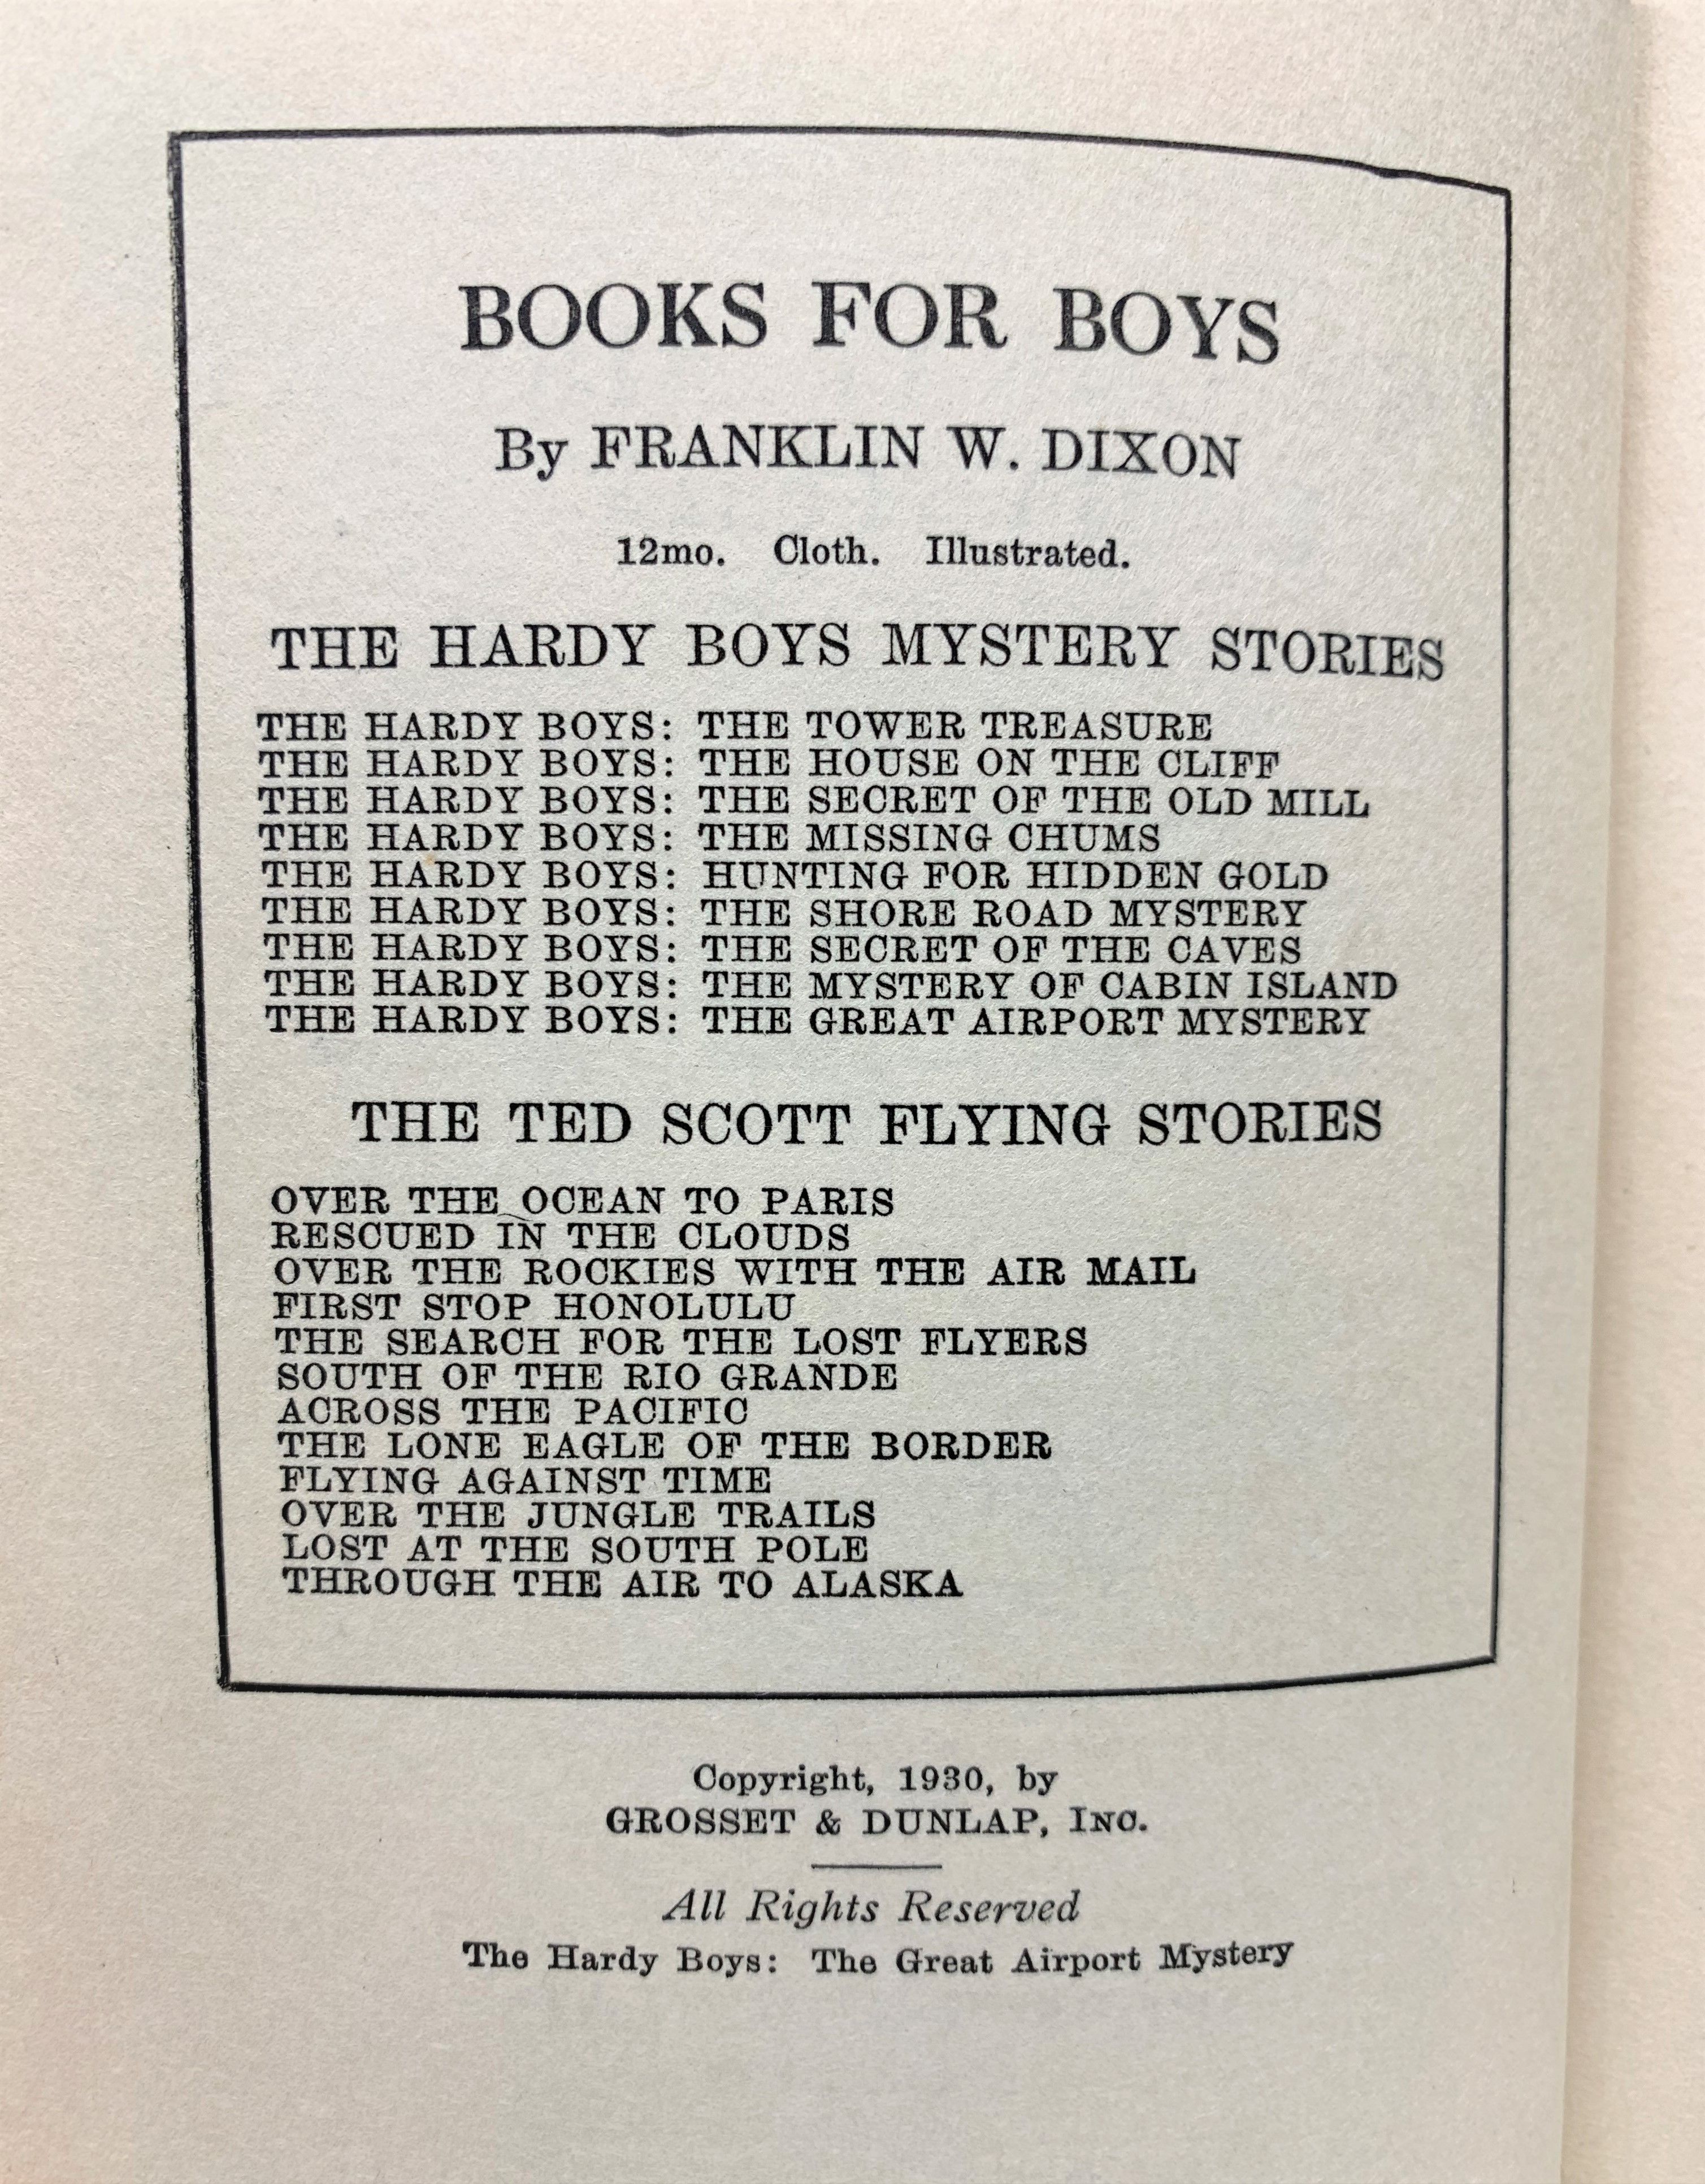 BOOKS FOR BOYS
By FRANKLIN W. DIXON
12mo. Cloth. Illustrated.
THE HARDY BOYS MYSTERY STORIES
THE HARDY BOYS: THE TOWER TREASURE
THE HARDY BOYS: THE HOUSE ON THE CLIFF
THE HARDY BOYS: THE SECRET OF THE OLD MILL
THE HARDY BOYS: THE MISSING CHUMS
THE HARDY BOYS: HUNTING FOR HIDDEN GOLD
THE HARDY BOYS: THE SHORE ROAD MYSTERY
THE HARDY BOYS: THE SECRET OF THE CAVES
THE HARDY BOYS: THE MYSTERY OF CABIN ISLAND
THE HARDY BOYS: THE GREAT AIRPORT MYSTERY
THE TED SCOTT FLYING STORIES
OVER THE OCEAN TO PARIS
RESCUED IN THE CLOUDS
OVER THE ROCKIES WITH THE AIR MAIL
FIRST STOP HONOLULU
THE SEARCH FOR THE LOST FLYERS
SOUTH OF THE RIO GRANDE
ACROSS THE PACIFIC
THE LONE EAGLE OF THE BORDER
FLYING AGAINST TIME
OVER THE JUNGLE TRAILS
LOST AT THE SOUTH POLE
THROUGH THE AIR TO ALASKA
Copyright, 1930, by
GROSSET & DUNLAP, INC.
All Rights Reserved
The Hardy Boys: The Great Airport Mystery